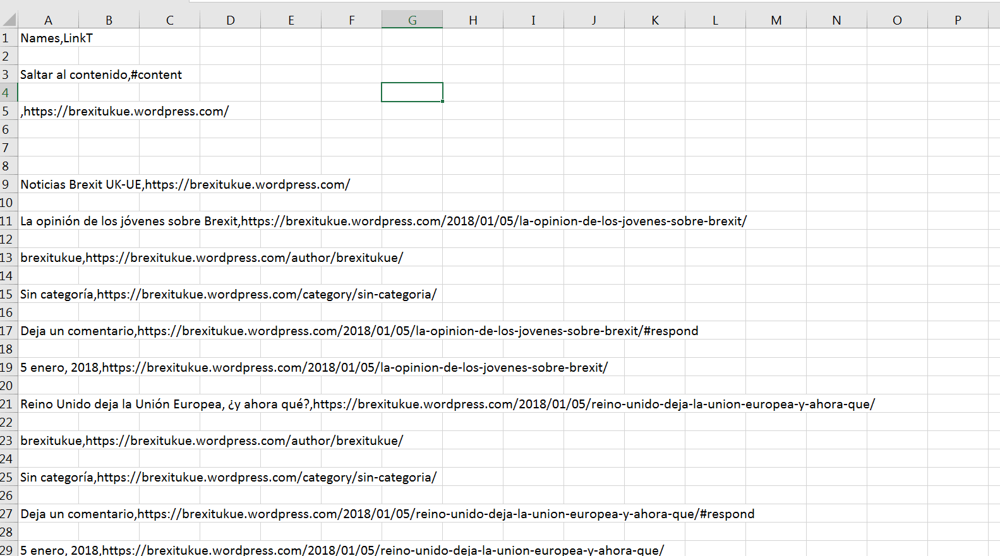 A B C D E F G H I J K L M N O P
1 Names,LinkT
2
3 Saltar al contenido,#content
4
5 ,https://brexitukue.wordpress.com/
6
7
8
9 Noticias Brexit UK-UE,https://brexitukue.wordpress.com/
10
11 La opinión de los jóvenes sobre Brexit,https://brexitukue.wordpress.com/2018/01/05/la-opinion-de-los-jovenes-sobre-brexit/
12
13 brexitukue,https://brexitukue.wordpress.com/author/brexitukue/
14
15 Sin categoría,https://brexitukue.wordpress.com/category/sin-categoria/
16
17 Deja un comentario,https://brexitukue.wordpress.com/2018/01/05/la-opinion-de-los-jovenes-sobre-brexit/#respond
18
19 5 enero, 2018,https://brexitukue.wordpress.com/2018/01/05/la-opinion-de-los-jovenes-sobre-brexit/
20
21 Reino Unido deja la Unión Europea, ¿y ahora qué?,https://brexitukue.wordpress.com/2018/01/05/reino-unido-deja-la-union-europea-y-ahora-que/
22
23 brexitukue,https://brexitukue.wordpress.com/author/brexitukue/
24
25 Sin categoría,https://brexitukue.wordpress.com/category/sin-categoria/
26
27 Deja un comentario,https://brexitukue.wordpress.com/2018/01/05/reino-unido-deja-la-union-europea-y-ahora-que/#respond
28
29 5 enero, 2018,https://brexitukue.wordpress.com/2018/01/05/reino-unido-deja-la-union-europea-y-ahora-que/